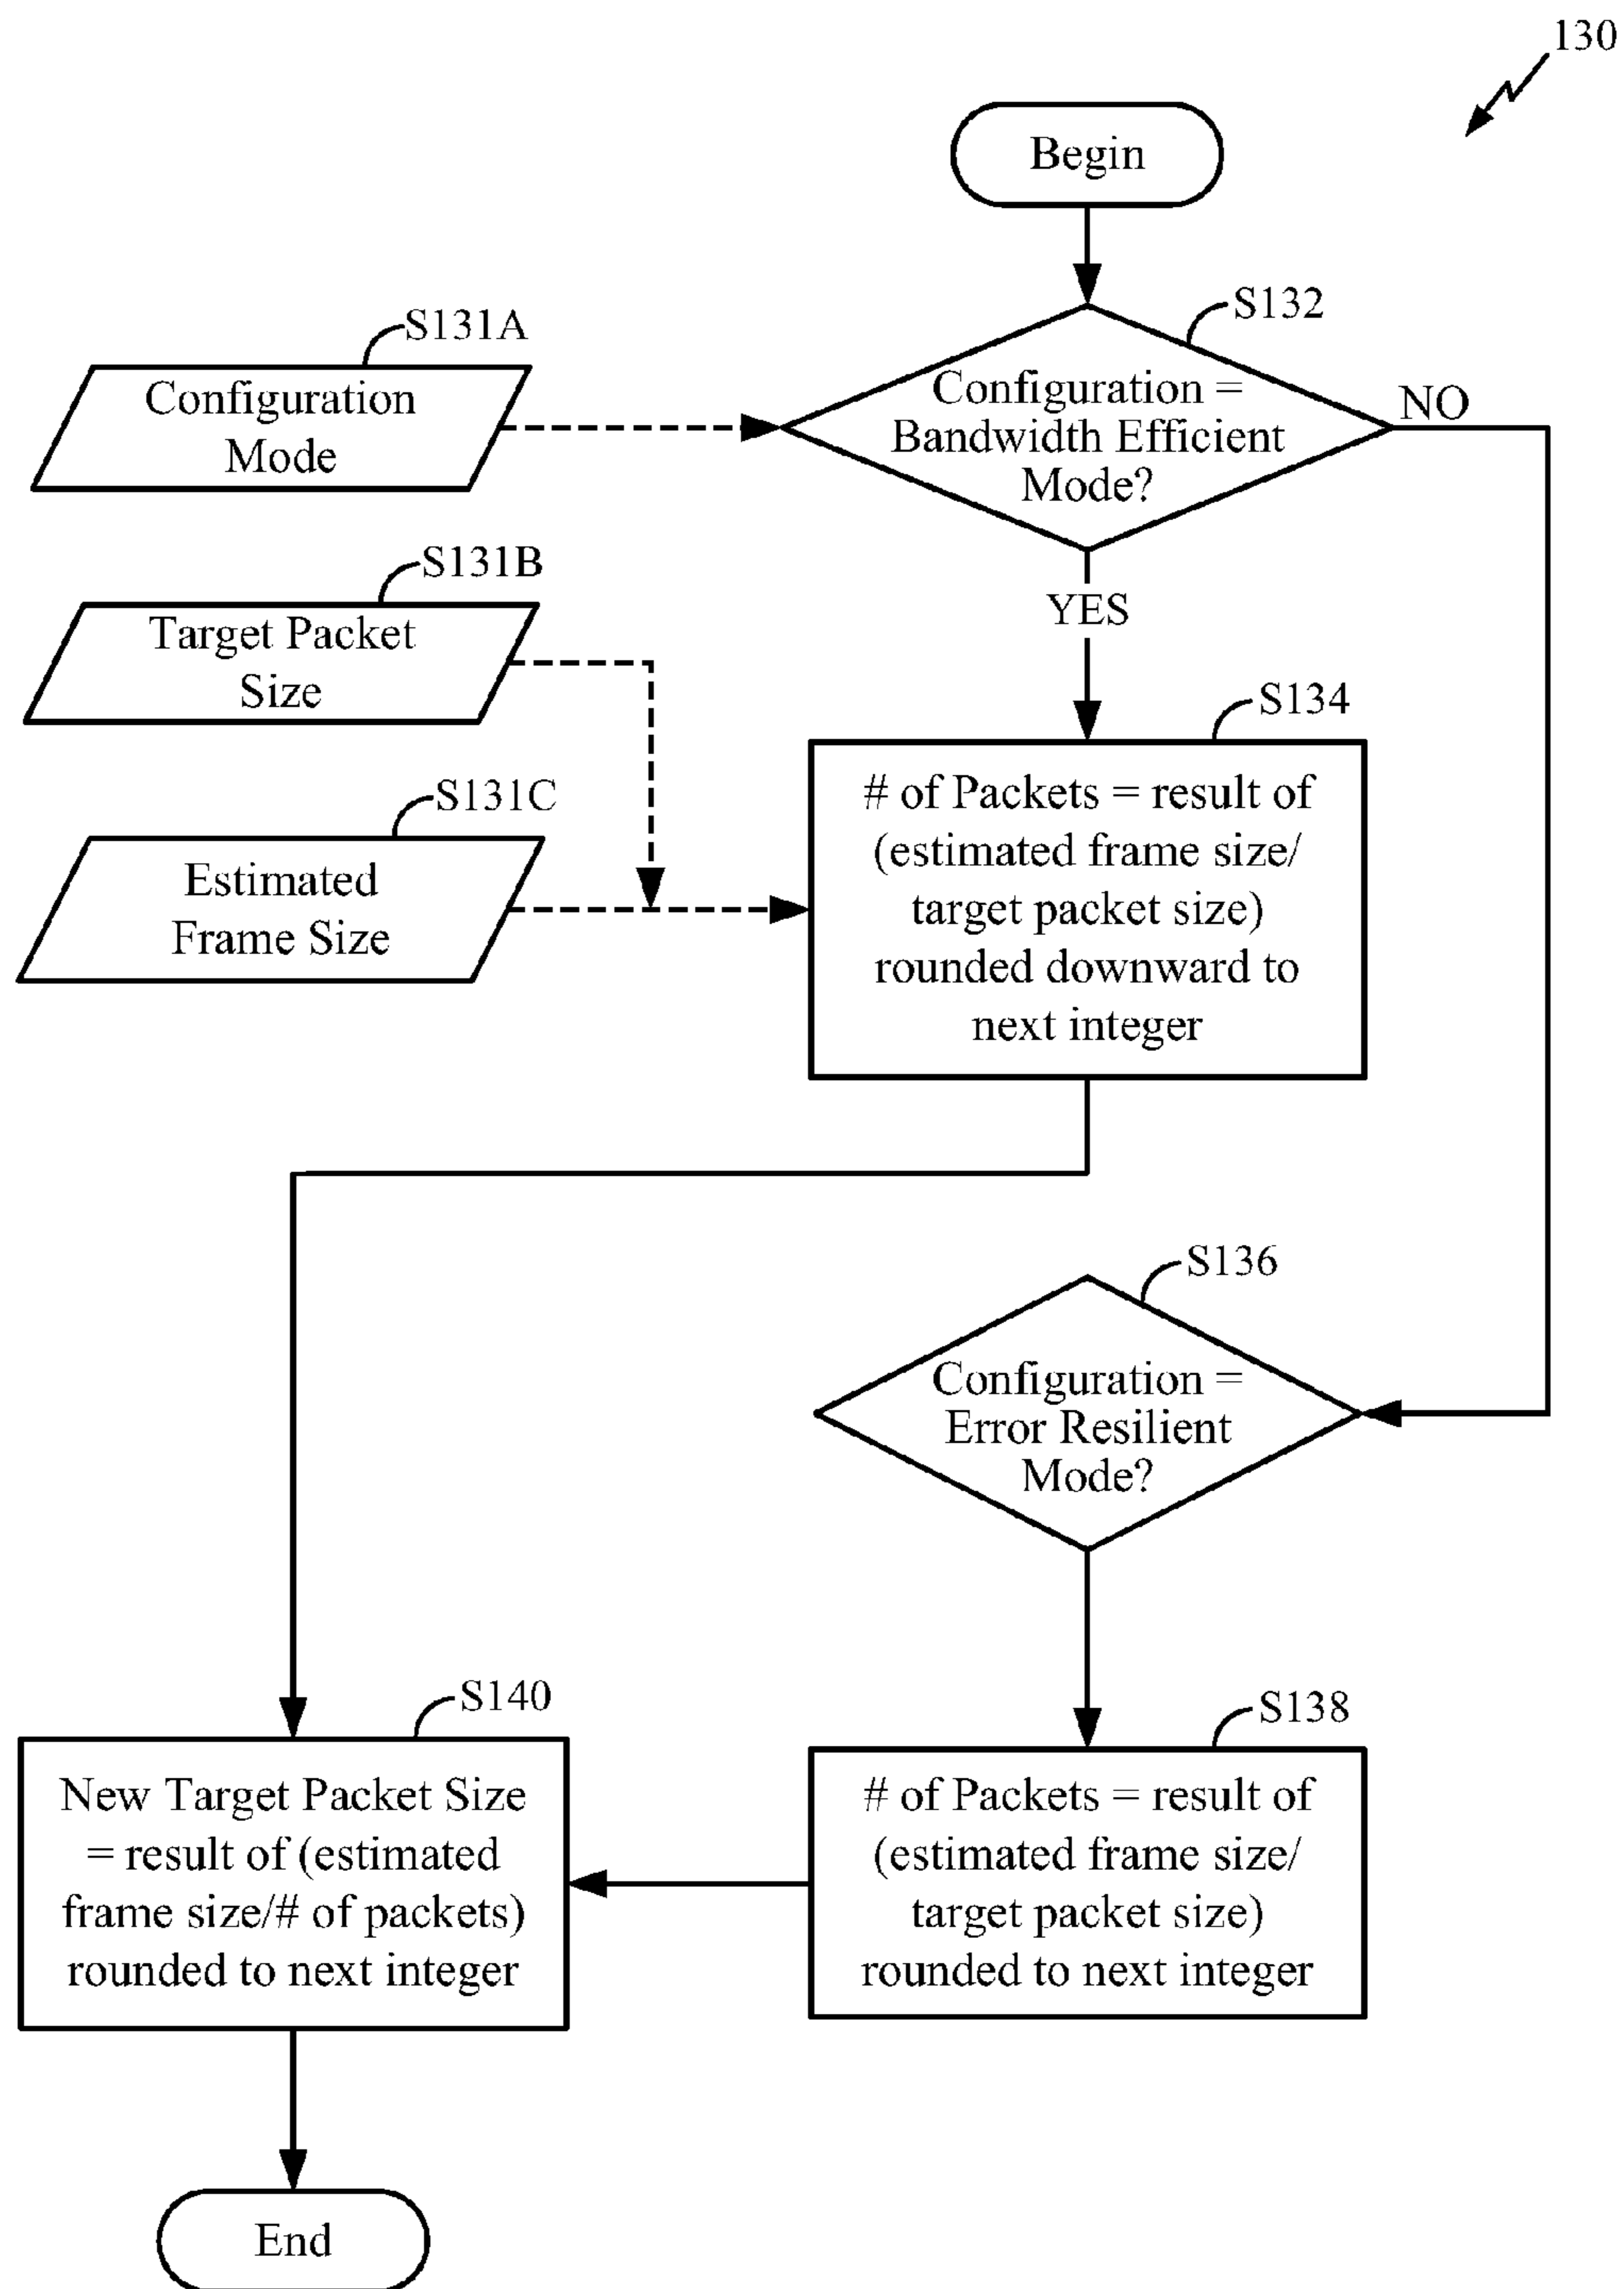 130
Begin
S132
S131A
Configuration
Mode
Configuration =
Bandwidth Efficient
Mode?
NO
YES
S131B
Target Packet
Size
S131C
Estimated
Frame Size
S134
# of Packets = result of
(estimated frame size/
target packet size)
rounded downward to
next integer
S136
Configuration =
Error Resilient
Mode?
S138
# of Packets = result of
(estimated frame size/
target packet size)
rounded to next integer
S140
New Target Packet Size
= result of (estimated
frame size/# of packets)
rounded to next integer
End